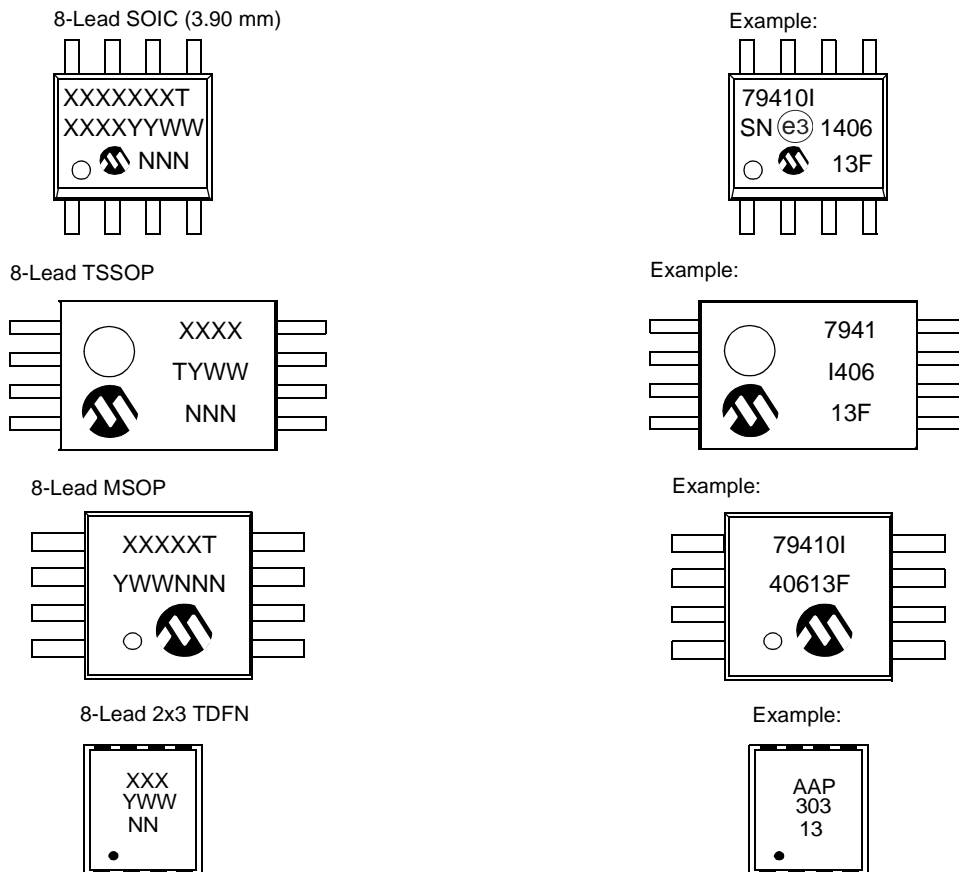 8-Lead SOIC (3.90 mm)
XXXXXXXT
XXXXYYWW
NNN
Example:
79410I
SN e3 1406
13F
8-Lead TSSOP
XXXX
TYWW
NNN
Example:
7941
I406
13F
8-Lead MSOP
XXXXXT
YWWNNN
Example:
79410I
40613F
8-Lead 2x3 TDFN
XXX
YWW
NN
Example:
AAP
303
13